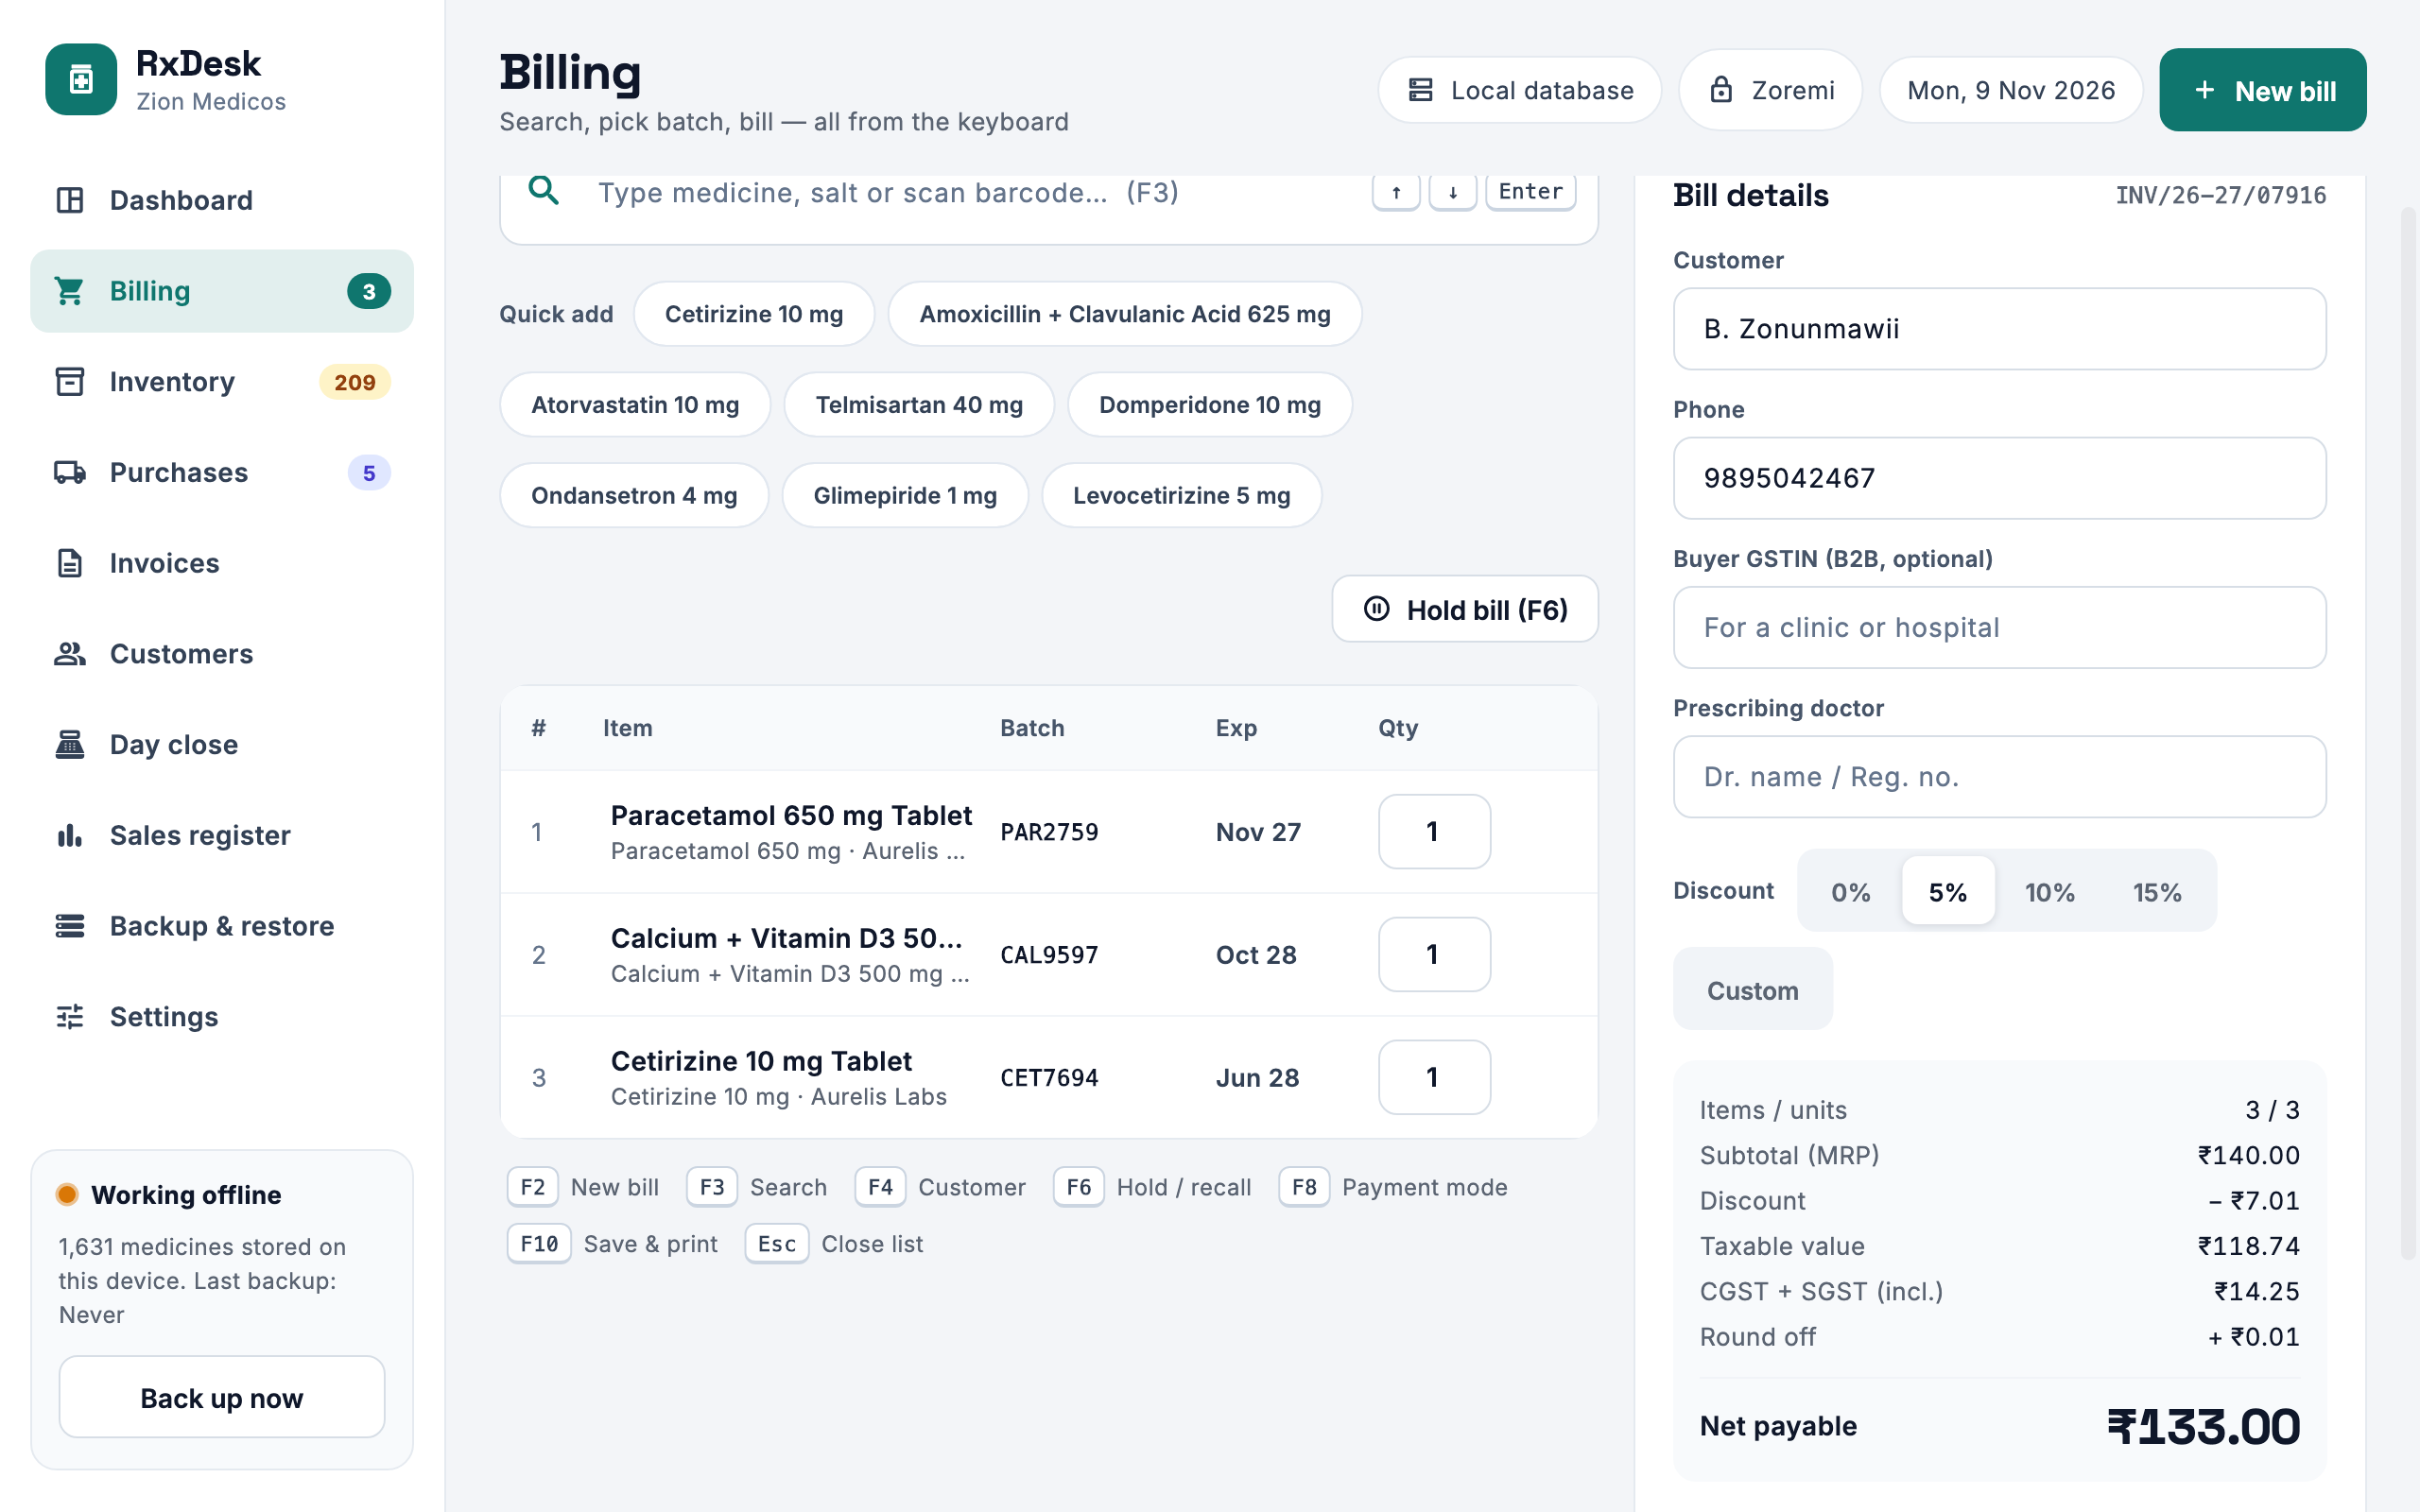 RxDesk
Zion Medicos
Dashboard
Billing 3
Inventory 209
Purchases 5
Invoices
Customers
Day close
Sales register
Backup & restore
Settings
Working offline
1,631 medicines stored on
this device. Last backup:
Never
Back up now
Billing
Search, pick batch, bill — all from the keyboard
Local database
Zoremi
Mon, 9 Nov 2026
+ New bill
Type medicine, salt or scan barcode... (F3)
↑ ↓ Enter
Quick add Cetirizine 10 mg Amoxicillin + Clavulanic Acid 625 mg
Atorvastatin 10 mg Telmisartan 40 mg Domperidone 10 mg
Ondansetron 4 mg Glimepiride 1 mg Levocetirizine 5 mg
Hold bill (F6)
# Item Batch Exp Qty
1 Paracetamol 650 mg Tablet PAR2759 Nov 27 1
Paracetamol 650 mg · Aurelis ...
2 Calcium + Vitamin D3 50... CAL9597 Oct 28 1
Calcium + Vitamin D3 500 mg ...
3 Cetirizine 10 mg Tablet CET7694 Jun 28 1
Cetirizine 10 mg · Aurelis Labs
F2 New bill F3 Search F4 Customer F6 Hold / recall F8 Payment mode
F10 Save & print Esc Close list
Bill details INV/26-27/07916
Customer
B. Zonunmawii
Phone
9895042467
Buyer GSTIN (B2B, optional)
For a clinic or hospital
Prescribing doctor
Dr. name / Reg. no.
Discount 0% 5% 10% 15%
Custom
Items / units 3 / 3
Subtotal (MRP) ₹140.00
Discount – ₹7.01
Taxable value ₹118.74
CGST + SGST (incl.) ₹14.25
Round off + ₹0.01
Net payable ₹133.00